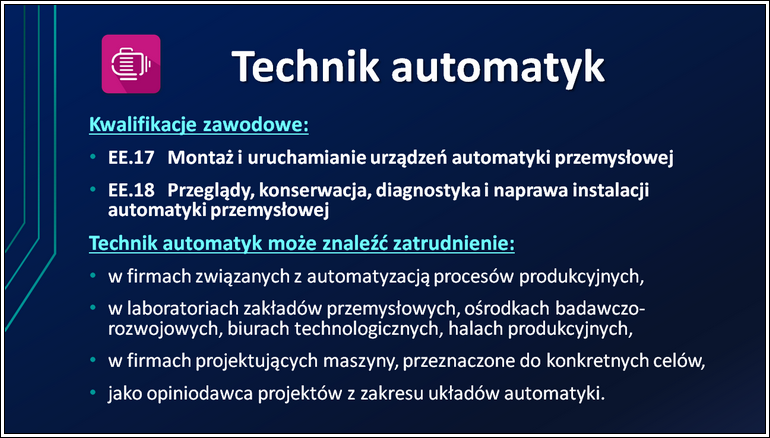 Technik automatyk
Kwalifikacje zawodowe:
• EE.17 Montaż i uruchamianie urządzeń automatyki przemysłowej
• EE.18 Przeglądy, konserwacja, diagnostyka i naprawa instalacji
automatyki przemysłowej
Technik automatyk może znaleźć zatrudnienie:
• w firmach związanych z automatyzacją procesów produkcyjnych,
• w laboratoriach zakładów przemysłowych, ośrodkach badawczo-
rozwojowych, biurach technologicznych, halach produkcyjnych,
• w firmach projektujących maszyny, przeznaczone do konkretnych celów,
• jako opiniodawca projektów z zakresu układów automatyki.